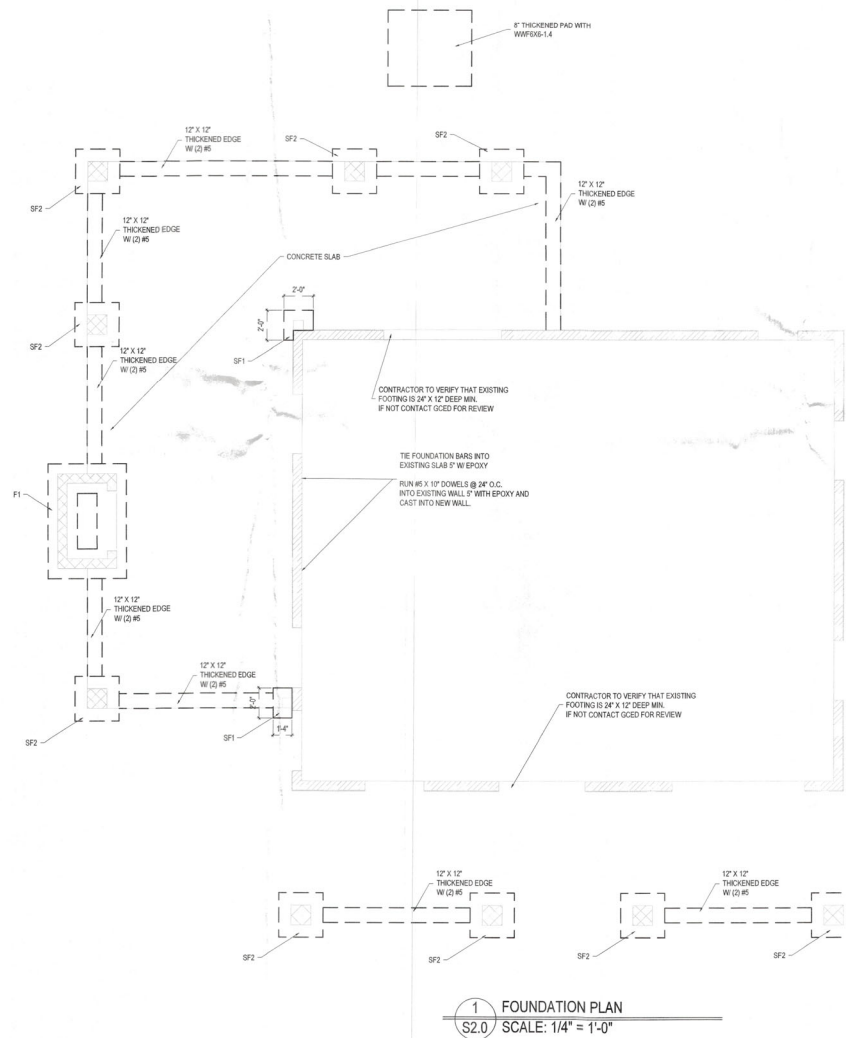 8" THICKENED PAD WITH
WWF6X6-1.4
12" X 12"
THICKENED EDGE
W/ (2) #5
SF2
SF2
12" X 12"
THICKENED EDGE
W/ (2) #5
SF2
12" X 12"
THICKENED EDGE
W/ (2) #5
CONCRETE SLAB
2'-0"
2'-0"
SF2
12" X 12"
THICKENED EDGE
W/ (2) #5
SF1
CONTRACTOR TO VERIFY THAT EXISTING
FOOTING IS 24" X 12" DEEP MIN.
IF NOT CONTACT GCED FOR REVIEW
TIE FOUNDATION BARS INTO
EXISTING SLAB 5" W/ EPOXY
RUN #5 X 10" DOWELS @ 24" O.C.
INTO EXISTING WALL 5" WITH EPOXY AND
CAST INTO NEW WALL.
F1
12" X 12"
THICKENED EDGE
W/ (2) #5
12" X 12"
THICKENED EDGE
W/ (2) #5
2'-0"
1'-4"
SF1
SF2
CONTRACTOR TO VERIFY THAT EXISTING
FOOTING IS 24" X 12" DEEP MIN.
IF NOT CONTACT GCED FOR REVIEW
12" X 12"
THICKENED EDGE
W/ (2) #5
12" X 12"
THICKENED EDGE
W/ (2) #5
SF2
SF2
SF2
SF2
1
S2.0
FOUNDATION PLAN
SCALE: 1/4" = 1'-0"